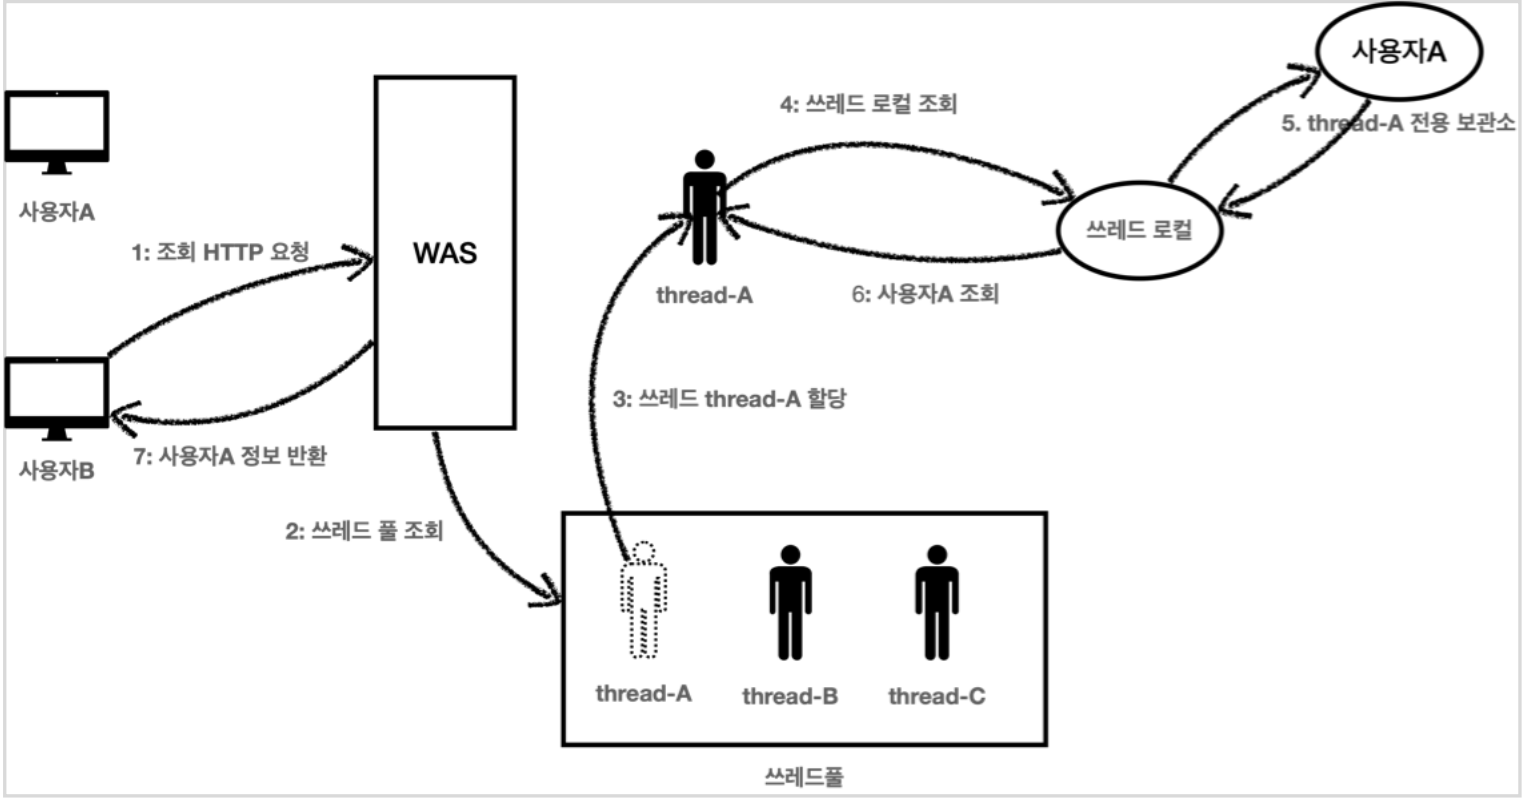 사용자A
4: 쓰레드 로컬 조회
5. thread-A 전용 보관소
사용자A
1: 조회 HTTP 요청
WAS
쓰레드 로컬
thread-A
6: 사용자A 조회
3: 쓰레드 thread-A 할당
사용자B
7: 사용자A 정보 반환
2: 쓰레드 풀 조회
thread-A
thread-B
thread-C
쓰레드풀